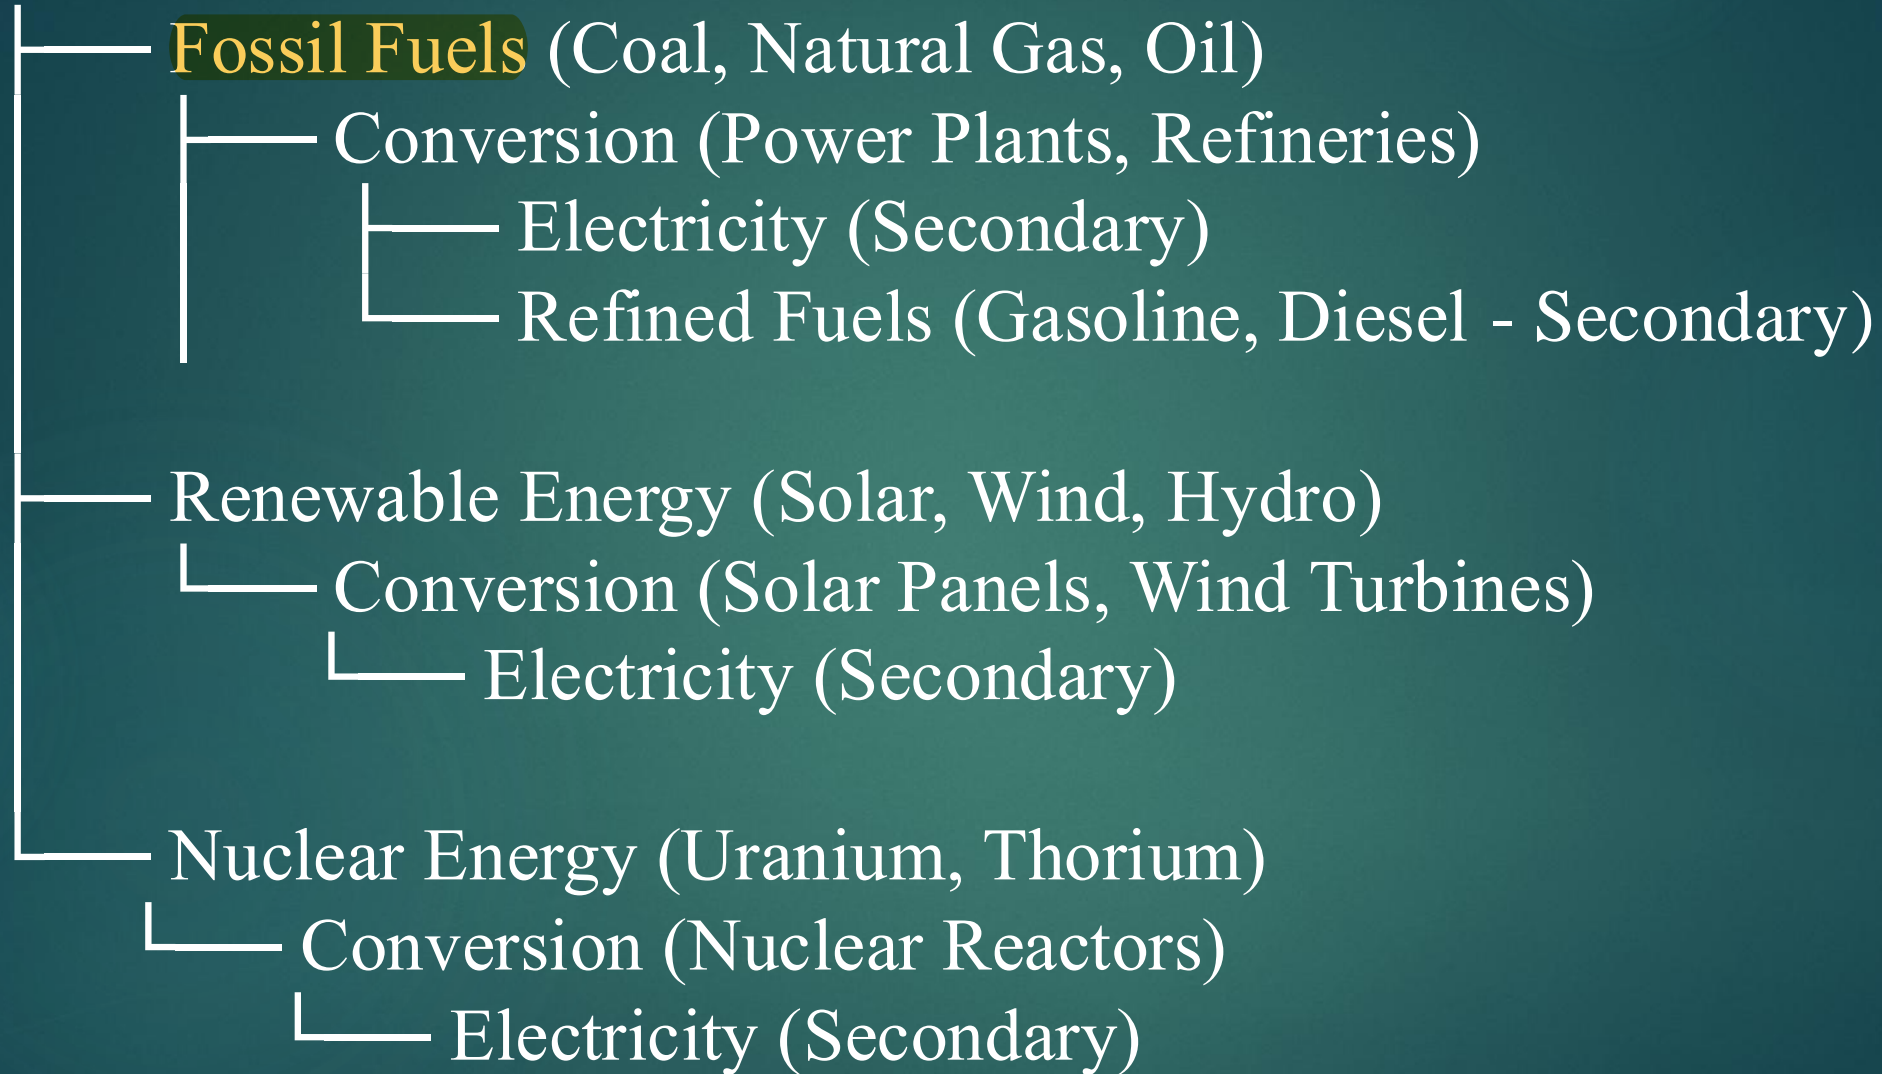 Fossil Fuels (Coal, Natural Gas, Oil)
Conversion (Power Plants, Refineries)
Electricity (Secondary)
Refined Fuels (Gasoline, Diesel - Secondary)
Renewable Energy (Solar, Wind, Hydro)
Conversion (Solar Panels, Wind Turbines)
Electricity (Secondary)
Nuclear Energy (Uranium, Thorium)
Conversion (Nuclear Reactors)
Electricity (Secondary)